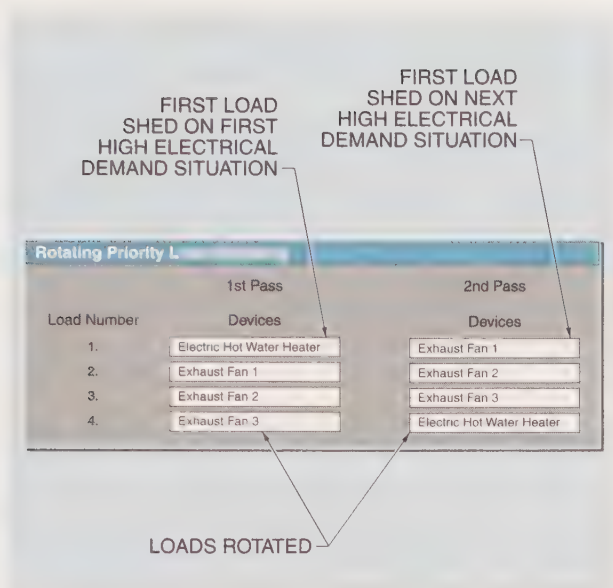 FIRST LOAD
SHED ON FIRST
HIGH ELECTRICAL
DEMAND SITUATION
FIRST LOAD
SHED ON NEXT
HIGH ELECTRICAL
DEMAND SITUATION
Rotating Priority L
1st Pass 2nd Pass
Load Number Devices Devices
1. Electric Hot Water Heater Exhaust Fan 1
2. Exhaust Fan 1 Exhaust Fan 2
3. Exhaust Fan 2 Exhaust Fan 3
4. Exhaust Fan 3 Electric Hot Water Heater
LOADS ROTATED